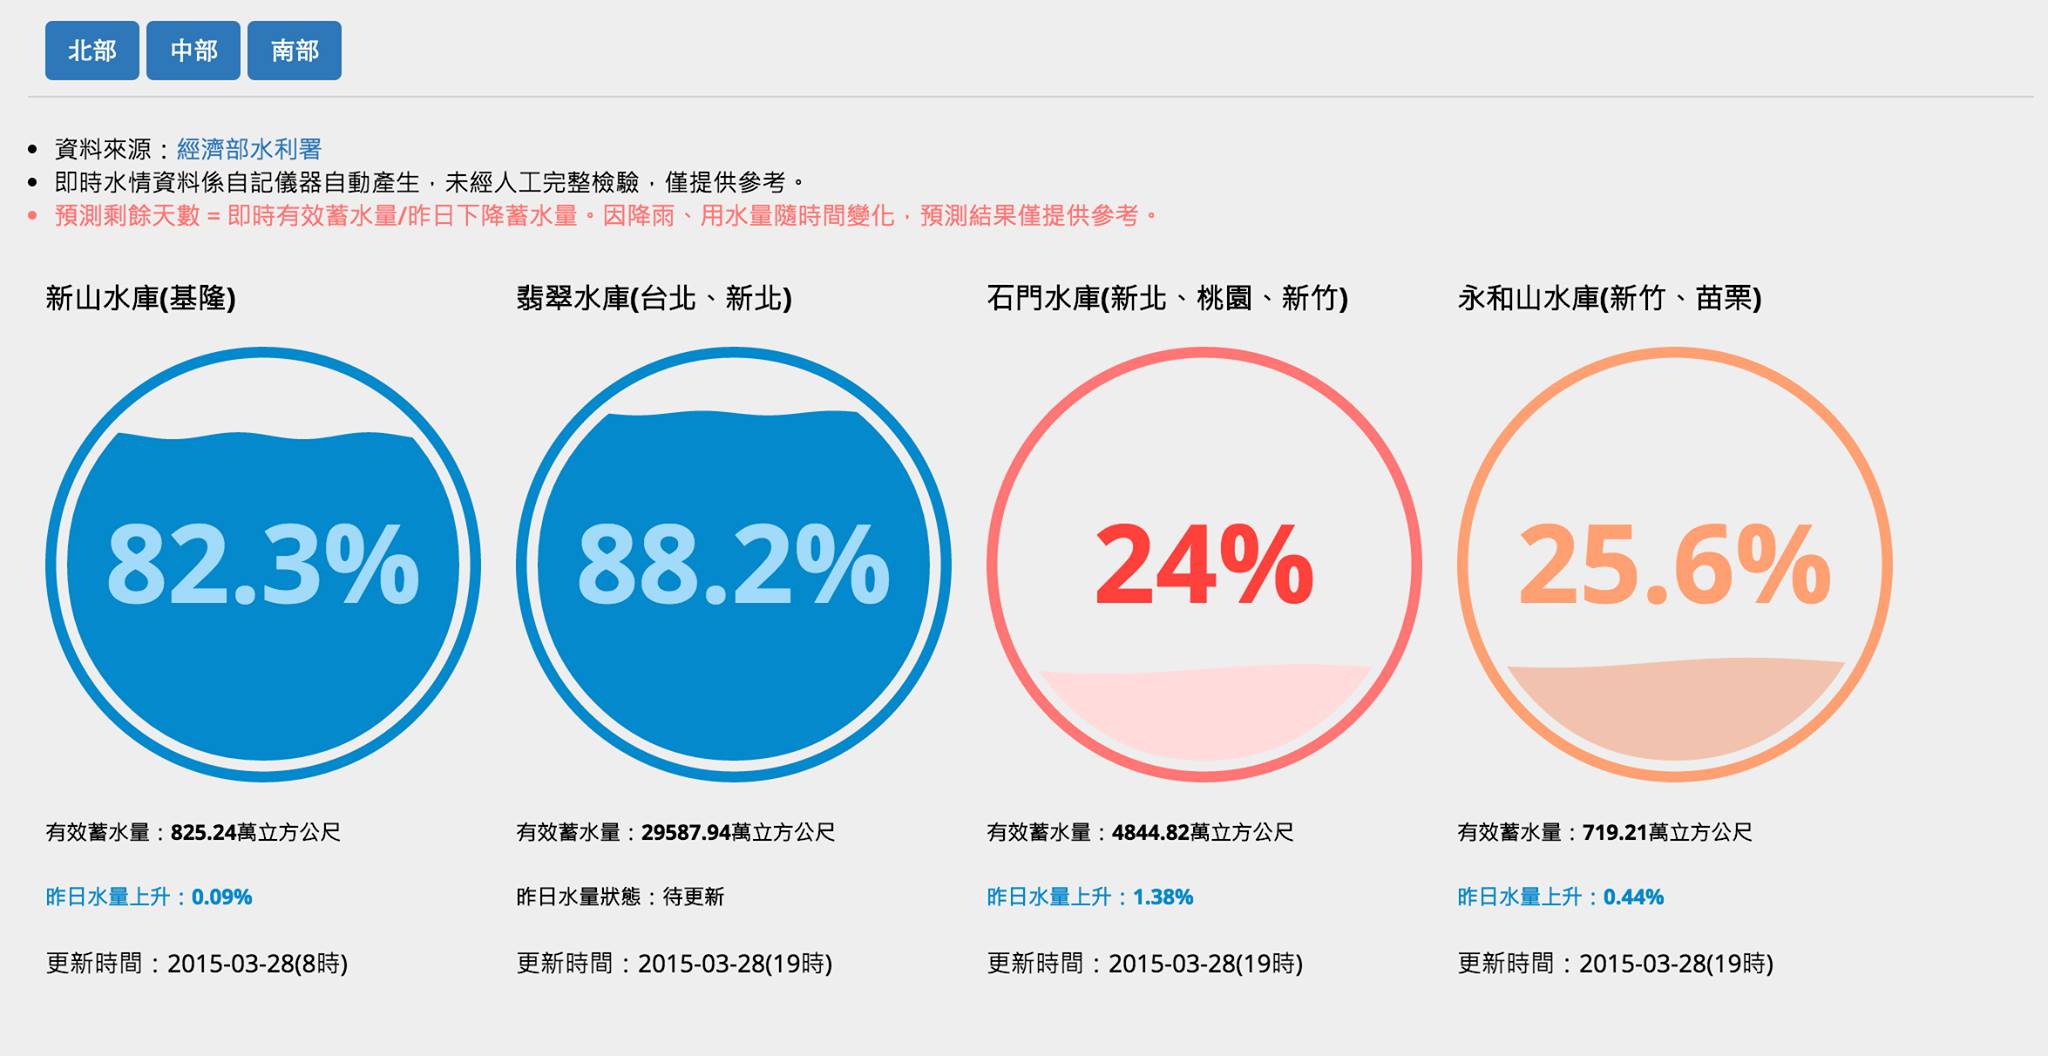 北部 中部 南部
資料來源：經濟部水利署
即時水情資料係自記儀器自動產生，未經人工完整檢驗，僅提供參考。
預測剩餘天數 = 即時有效蓄水量/昨日下降蓄水量。因降雨、用水量隨時間變化，預測結果僅提供參考。
新山水庫(基隆)
82.3%
有效蓄水量：825.24萬立方公尺
昨日水量上升：0.09%
更新時間：2015-03-28(8時)
翡翠水庫(台北、新北)
88.2%
有效蓄水量：29587.94萬立方公尺
昨日水量狀態：待更新
更新時間：2015-03-28(19時)
石門水庫(新北、桃園、新竹)
24%
有效蓄水量：4844.82萬立方公尺
昨日水量上升：1.38%
更新時間：2015-03-28(19時)
永和山水庫(新竹、苗栗)
25.6%
有效蓄水量：719.21萬立方公尺
昨日水量上升：0.44%
更新時間：2015-03-28(19時)